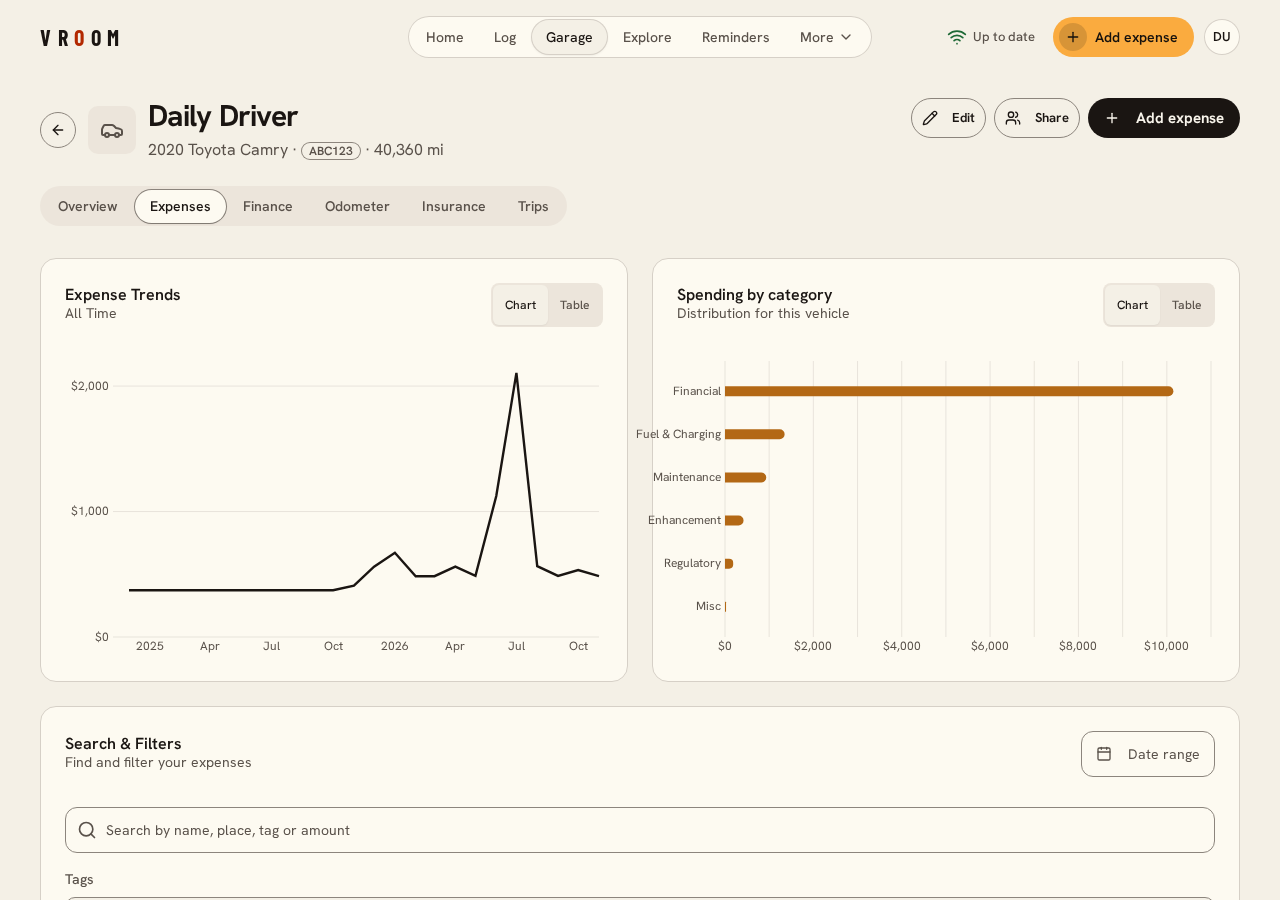 VROOM
Home
Log
Garage
Explore
Reminders
More
Up to date
Add expense
DU
Daily Driver
2020 Toyota Camry · ABC123 · 40,360 mi
Edit
Share
Add expense
Overview
Expenses
Finance
Odometer
Insurance
Trips
Expense Trends
All Time
Chart
Table
$2,000
$1,000
$0
2025
Apr
Jul
Oct
2026
Apr
Jul
Oct
Spending by category
Distribution for this vehicle
Chart
Table
Financial
Fuel & Charging
Maintenance
Enhancement
Regulatory
Misc
$0
$2,000
$4,000
$6,000
$8,000
$10,000
Search & Filters
Find and filter your expenses
Date range
Search by name, place, tag or amount
Tags